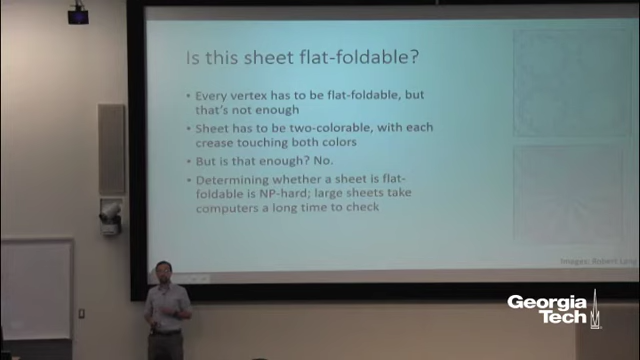 Is this sheet flat-foldable?
• Every vertex has to be flat-foldable, but
that's not enough
• Sheet has to be two-colorable, with each
crease touching both colors
• But is that enough? No.
• Determining whether a sheet is flat-
foldable is NP-hard; large sheets take
computers a long time to check
Images: Robert Lang
Georgia
Tech